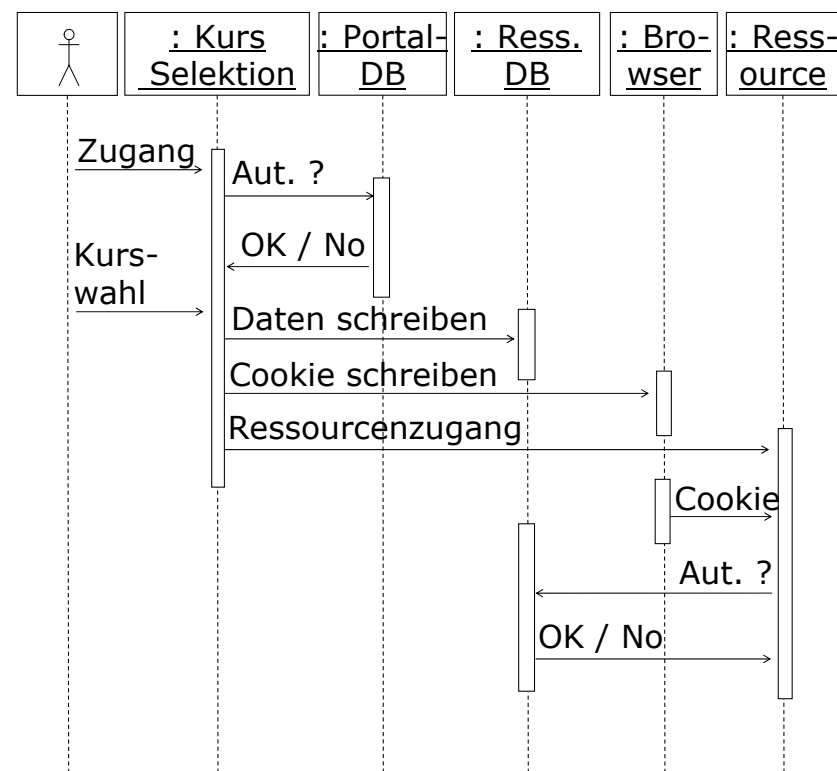 : Kurs
Selektion
: Portal-
DB
: Ress.
DB
: Bro-
wser
: Ress-
ource
Zugang
Aut. ?
OK / No
Kurs-
wahl
Daten schreiben
Cookie schreiben
Ressourcenzugang
Cookie
Aut. ?
OK / No